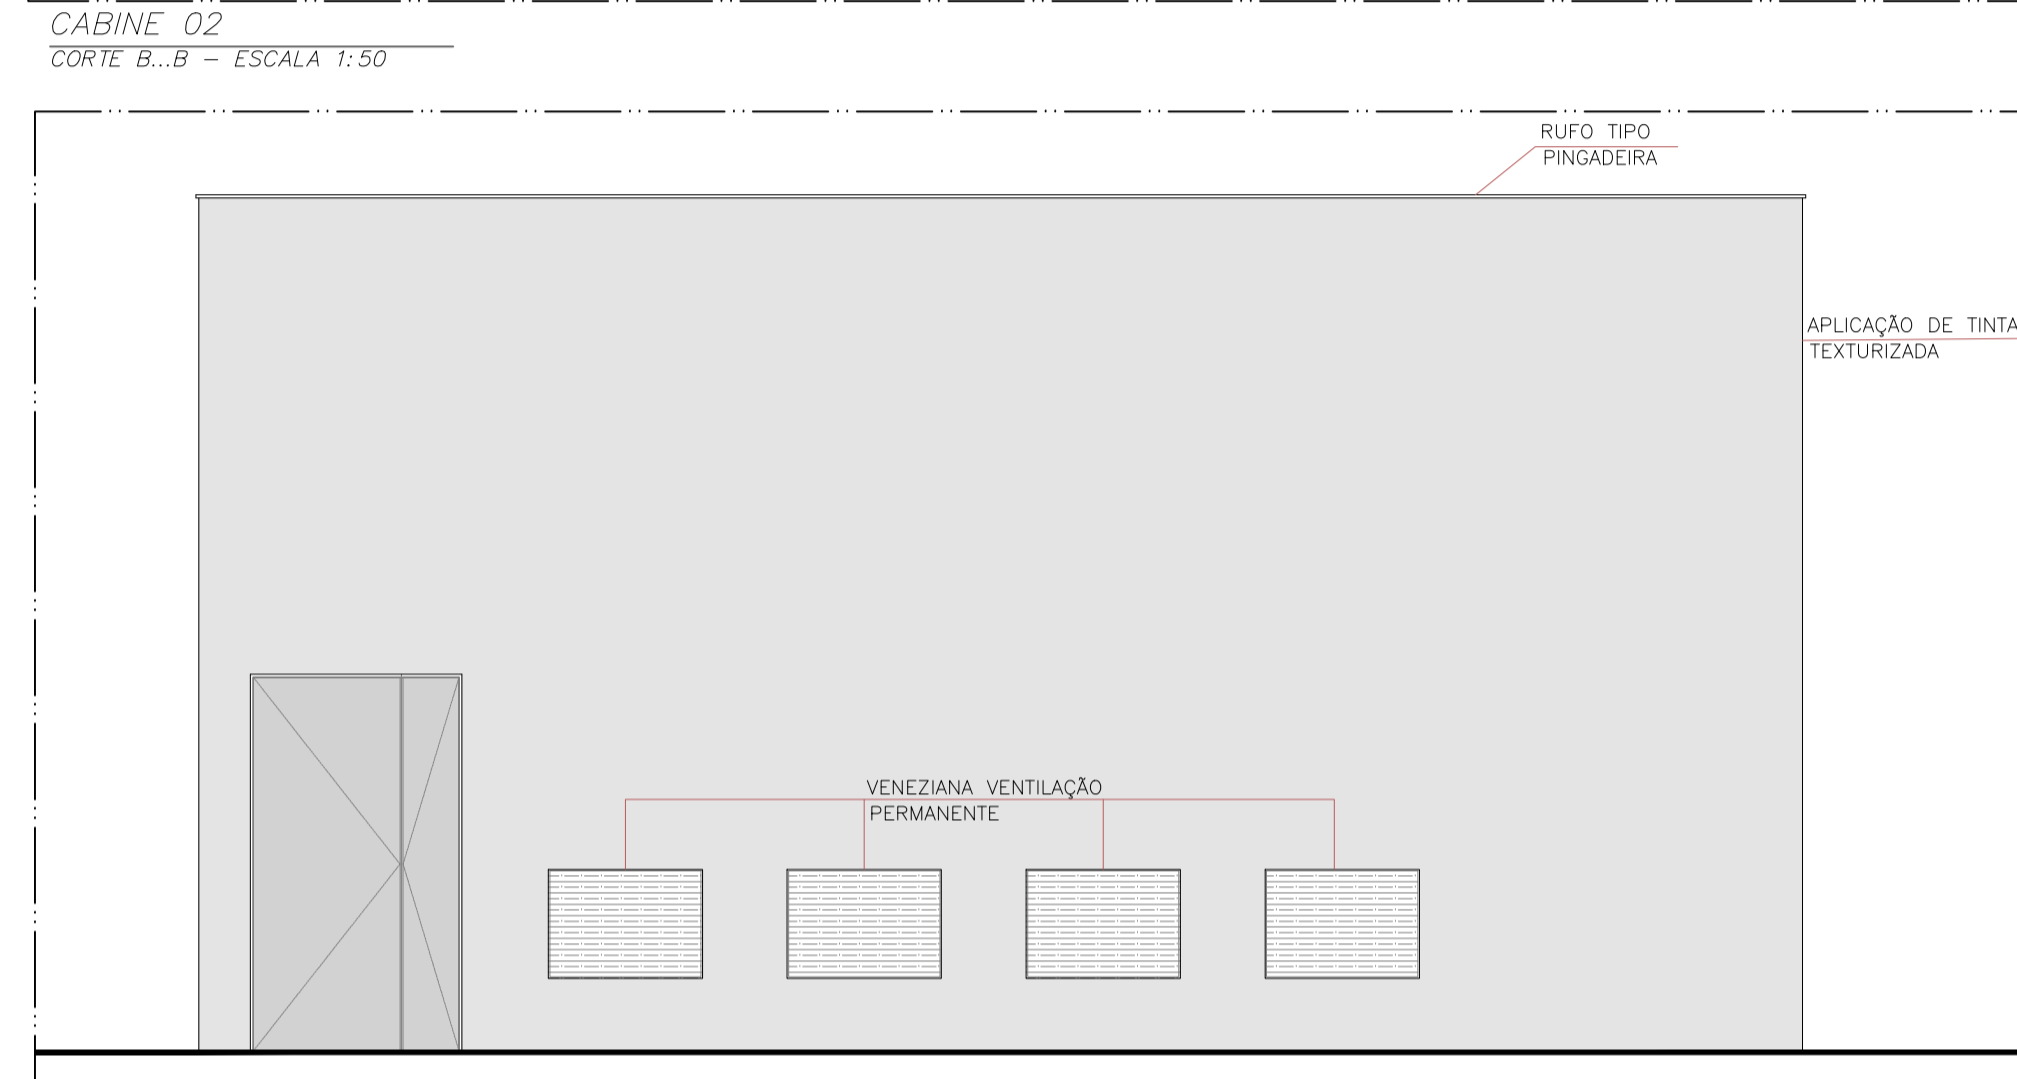 CABINE 02
CORTE B...B - ESCALA 1:50
RUFO TIPO
PINGADEIRA
APLICAÇÃO DE TINTA
TEXTURIZADA
VENEZIANA VENTILAÇÃO
PERMANENTE